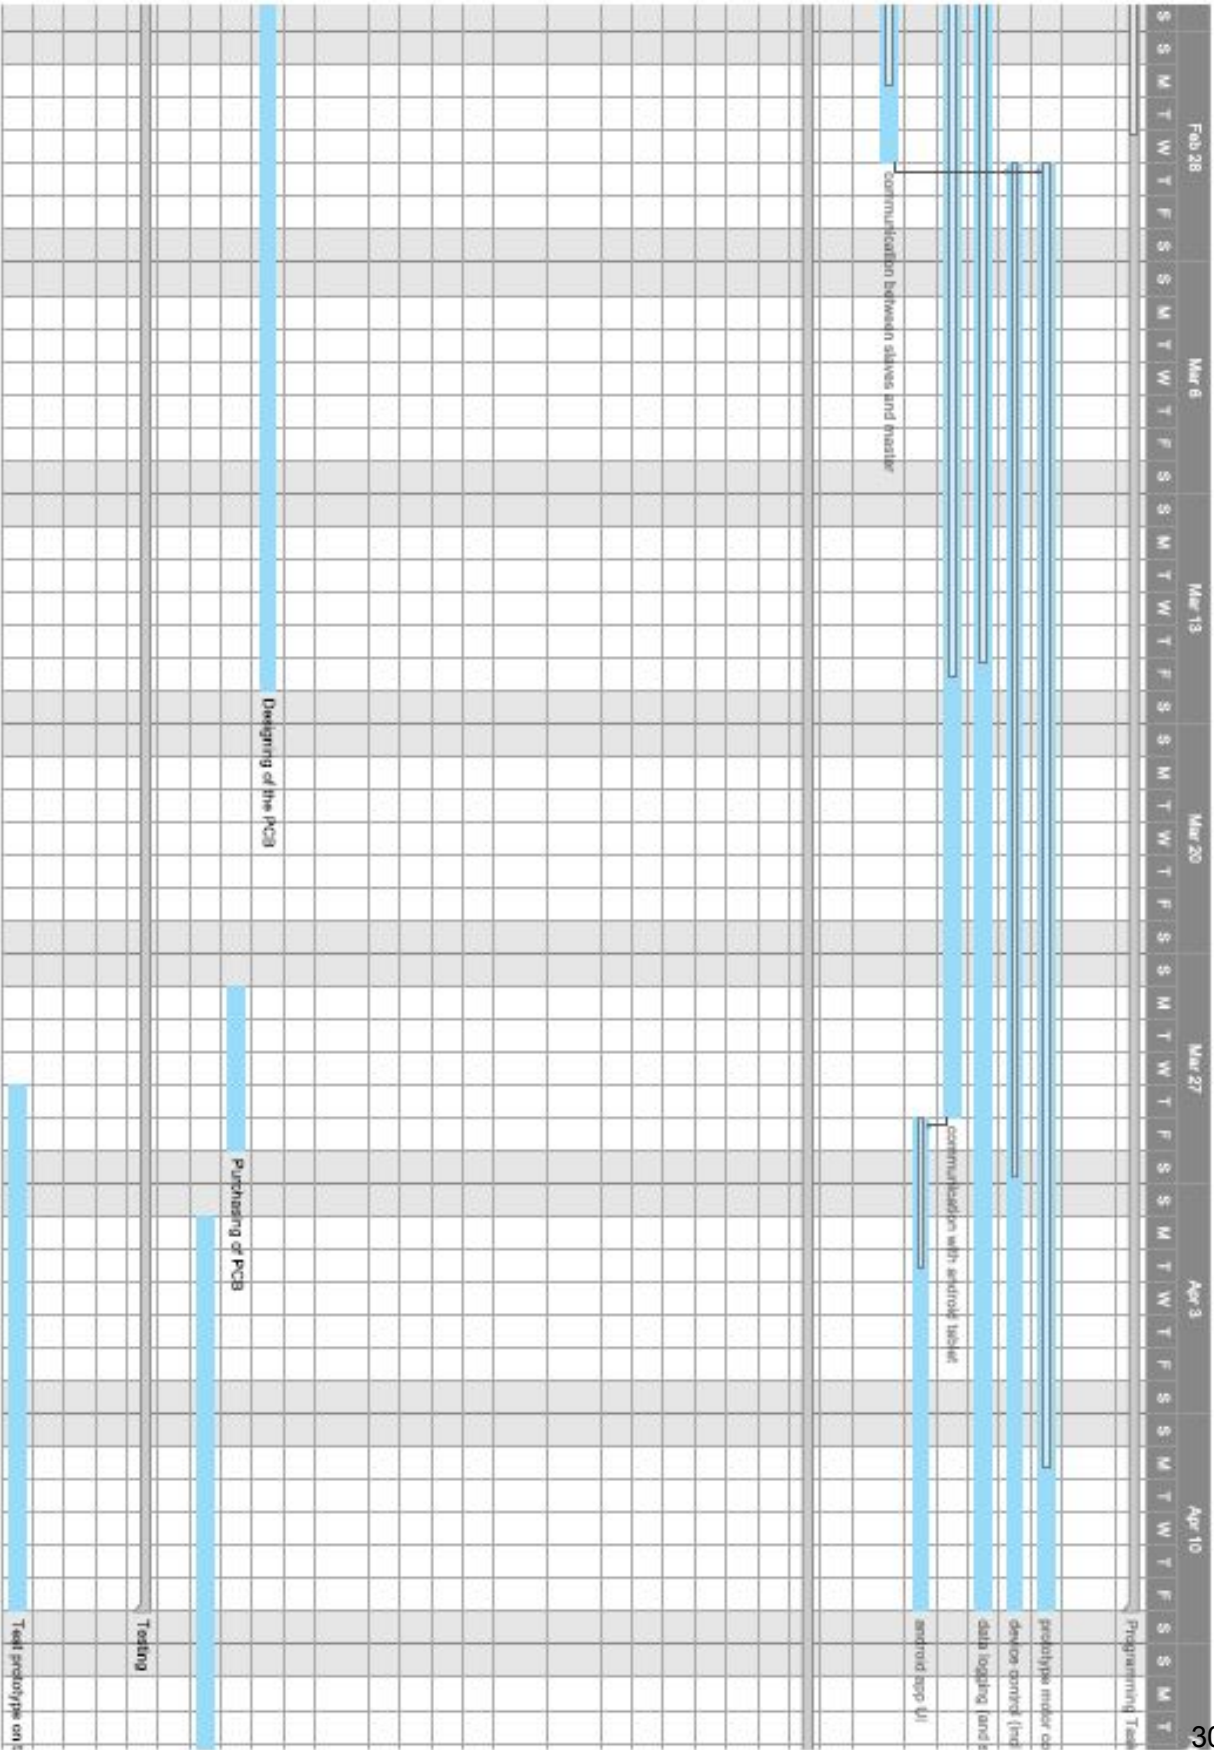 Feb 28 Mar 6 Mar 13 Mar 20 Mar 27 Apr 3 Apr 10
S S M T W T F S S M T W T F S S M T W T F S S M T W T F S S M T W T F S S M T W T F S S M T W T F S S M T
Programming Tas
prototype motor co
device control (incl
data logging (and s
communication with android tablet
android app UI
communication between slaves and master
Designing of the PCB
Purchasing of PCB
Testing
Test prototype on
30